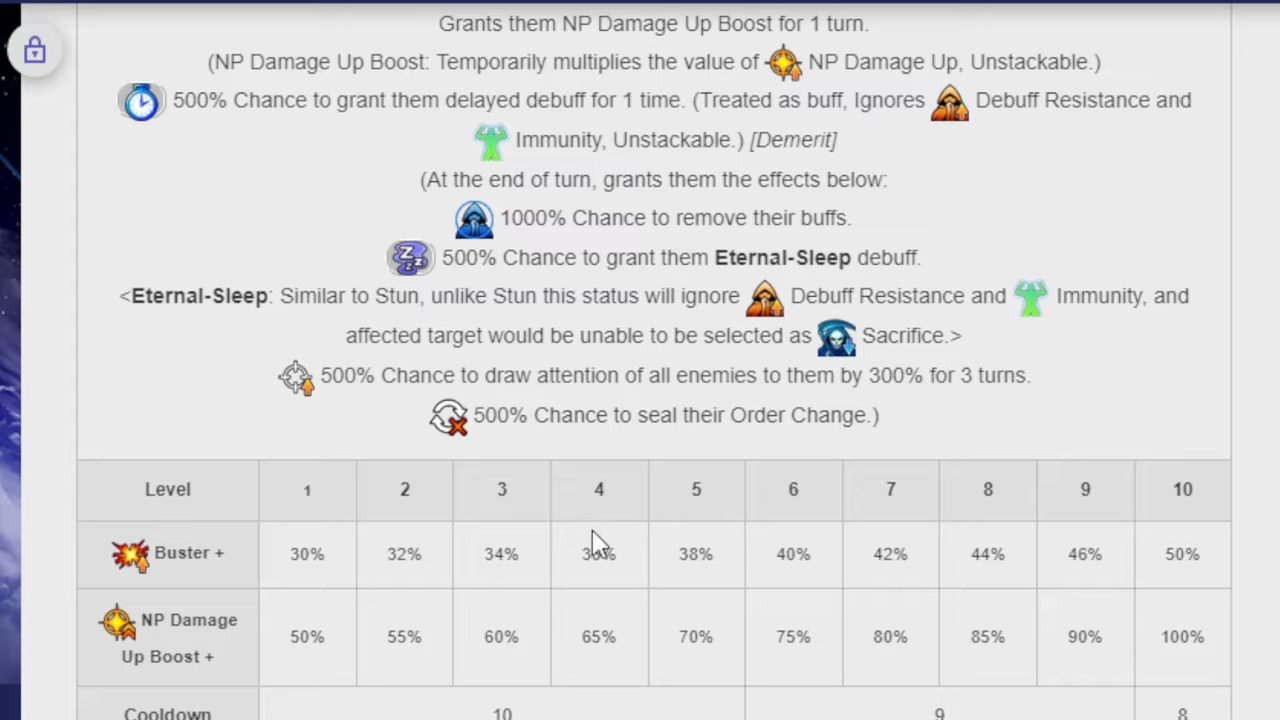 Grants them NP Damage Up Boost for 1 turn.
(NP Damage Up Boost: Temporarily multiplies the value of NP Damage Up, Unstackable.)
500% Chance to grant them delayed debuff for 1 time. (Treated as buff, Ignores Debuff Resistance and
Immunity, Unstackable.) [Demerit]
(At the end of turn, grants them the effects below:
1000% Chance to remove their buffs.
500% Chance to grant them Eternal-Sleep debuff.
<Eternal-Sleep: Similar to Stun, unlike Stun this status will ignore Debuff Resistance and Immunity, and
affected target would be unable to be selected as Sacrifice.>
500% Chance to draw attention of all enemies to them by 300% for 3 turns.
500% Chance to seal their Order Change.)
Level 1 2 3 4 5 6 7 8 9 10
Buster + 30% 32% 34% 38% 40% 42% 44% 46% 50%
NP Damage
Up Boost + 50% 55% 60% 65% 70% 75% 80% 85% 90% 100%
Cooldown 10 9 8